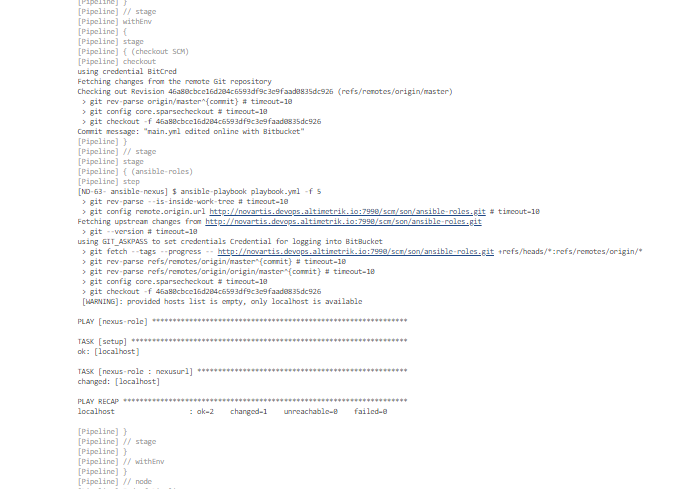 [Pipeline] }
[Pipeline] // stage
[Pipeline] withEnv
[Pipeline] {
[Pipeline] stage
[Pipeline] { (checkout SCM)
[Pipeline] checkout
using credential BitCred
Fetching changes from the remote Git repository
Checking out Revision 46a80cbce16d204c6593df9c3e9faad0835dc926 (refs/remotes/origin/master)
> git rev-parse origin/master^{commit} # timeout=10
> git config core.sparsecheckout # timeout=10
> git checkout -f 46a80cbce16d204c6593df9c3e9faad0835dc926
Commit message: "main.yml edited online with Bitbucket"
[Pipeline] }
[Pipeline] // stage
[Pipeline] stage
[Pipeline] { (ansible-roles)
[Pipeline] step
[ND-63- ansible-nexus] $ ansible-playbook playbook.yml -f 5
> git rev-parse --is-inside-work-tree # timeout=10
> git config remote.origin.url http://novartis.devops.altimetrik.io:7990/scm/son/ansible-roles.git # timeout=10
Fetching upstream changes from http://novartis.devops.altimetrik.io:7990/scm/son/ansible-roles.git
> git --version # timeout=10
using GIT_ASKPASS to set credentials Credential for logging into BitBucket
> git fetch --tags --progress -- http://novartis.devops.altimetrik.io:7990/scm/son/ansible-roles.git +refs/heads/*:refs/remotes/origin/*
> git rev-parse refs/remotes/origin/master^{commit} # timeout=10
> git rev-parse refs/remotes/origin/origin/master^{commit} # timeout=10
> git config core.sparsecheckout # timeout=10
> git checkout -f 46a80cbce16d204c6593df9c3e9faad0835dc926
[WARNING]: provided hosts list is empty, only localhost is available
PLAY [nexus-role] **************************************************************
TASK [setup] *******************************************************************
ok: [localhost]
TASK [nexus-role : nexusurl] ***************************************************
changed: [localhost]
PLAY RECAP *********************************************************************
localhost : ok=2 changed=1 unreachable=0 failed=0
[Pipeline] }
[Pipeline] // stage
[Pipeline] }
[Pipeline] // withEnv
[Pipeline] }
[Pipeline] // node